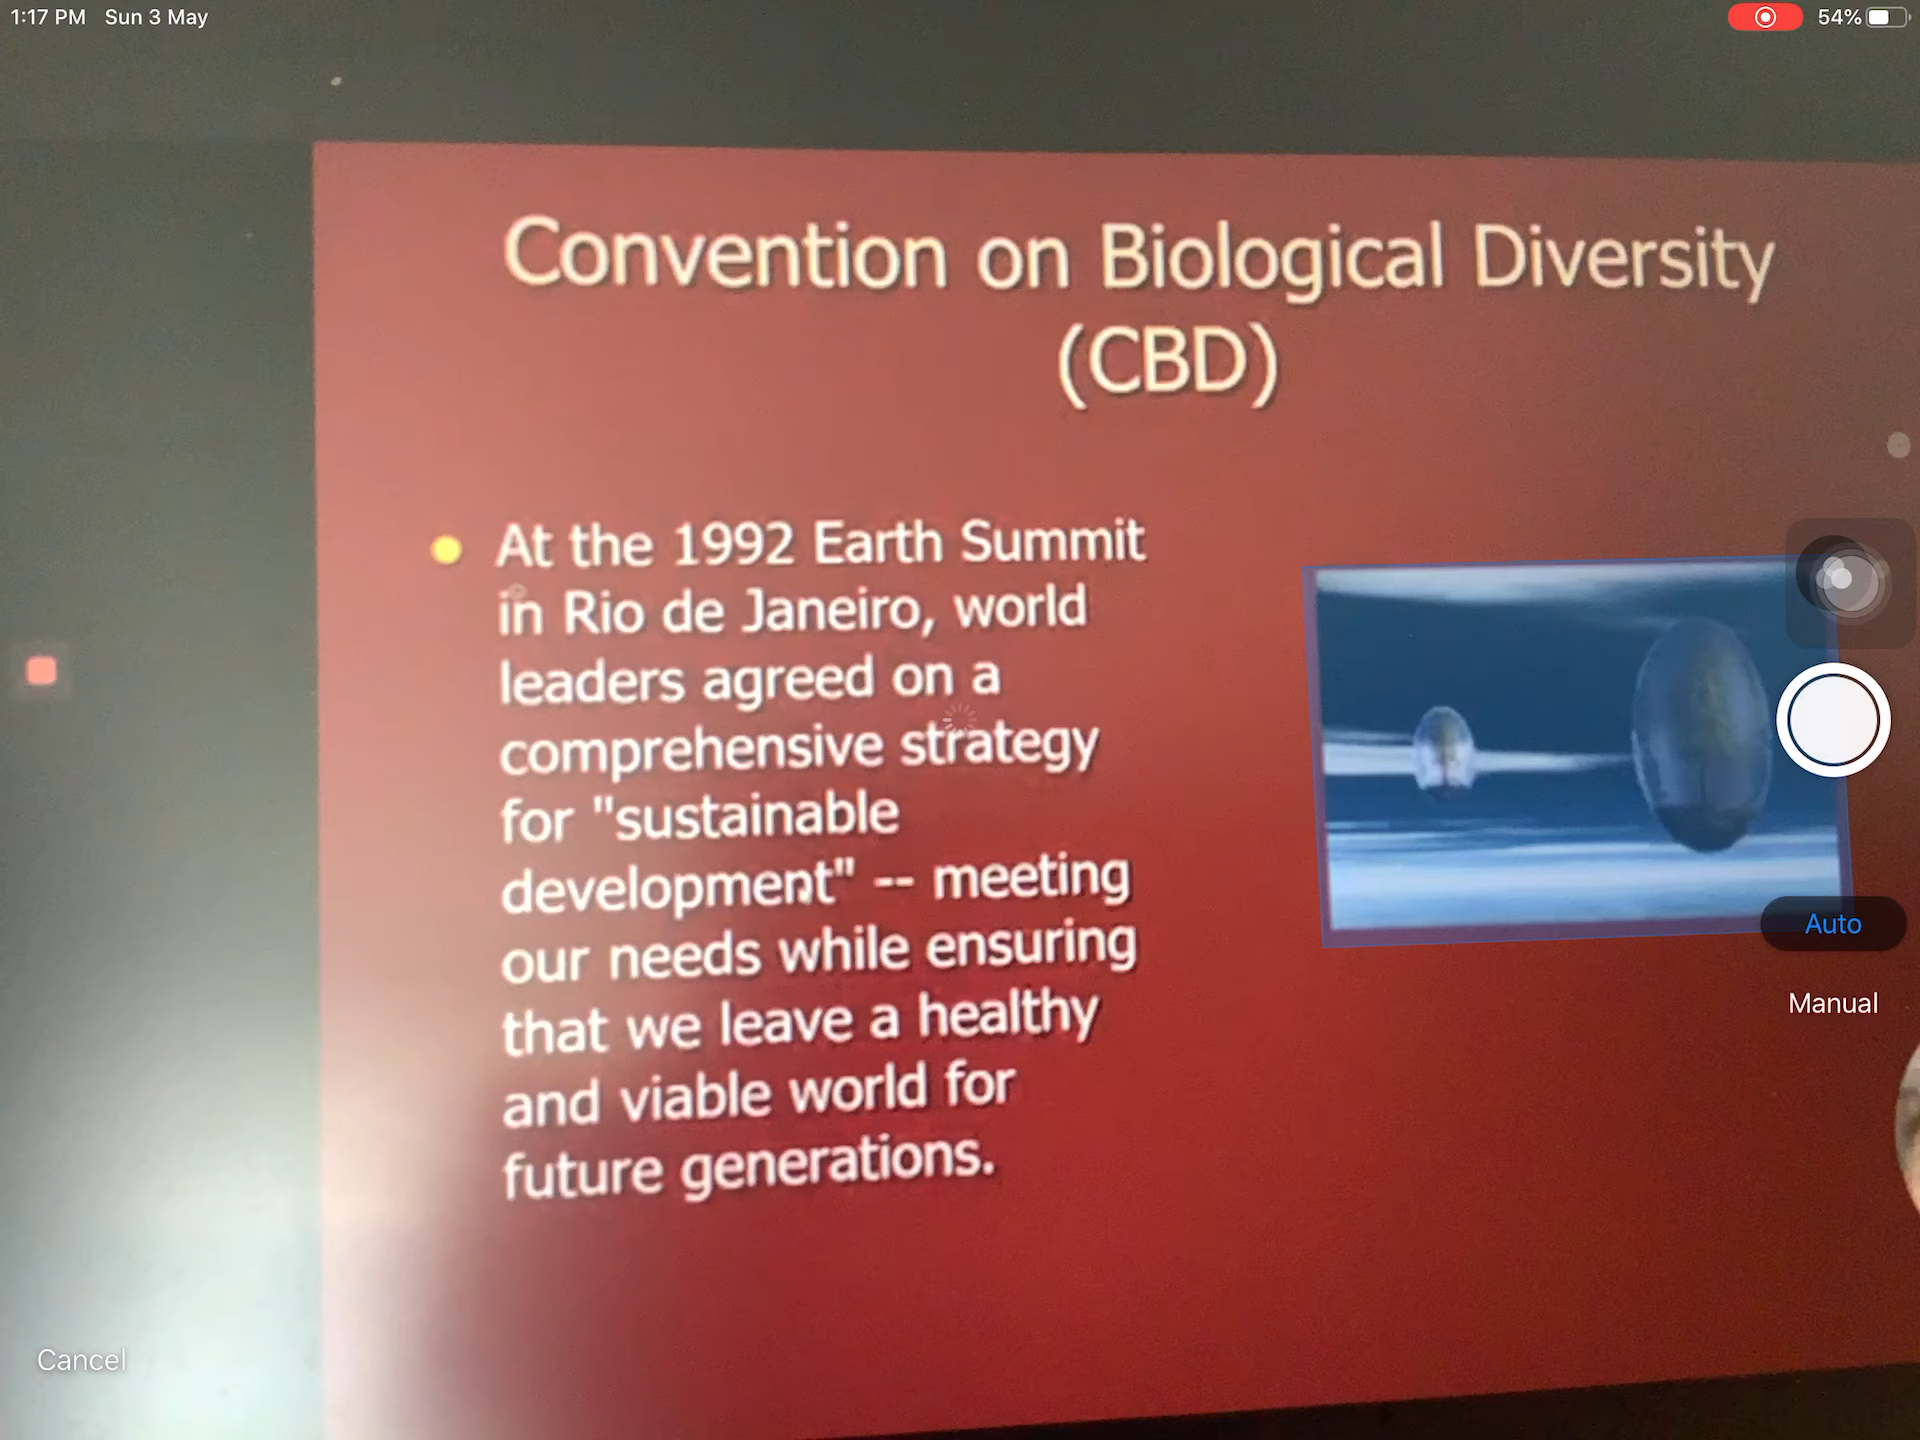 1:17 PM Sun 3 May
54%
Convention on Biological Diversity
(CBD)
At the 1992 Earth Summit
in Rio de Janeiro, world
leaders agreed on a
comprehensive strategy
for "sustainable
development" -- meeting
our needs while ensuring
that we leave a healthy
and viable world for
future generations.
Auto
Manual
Cancel